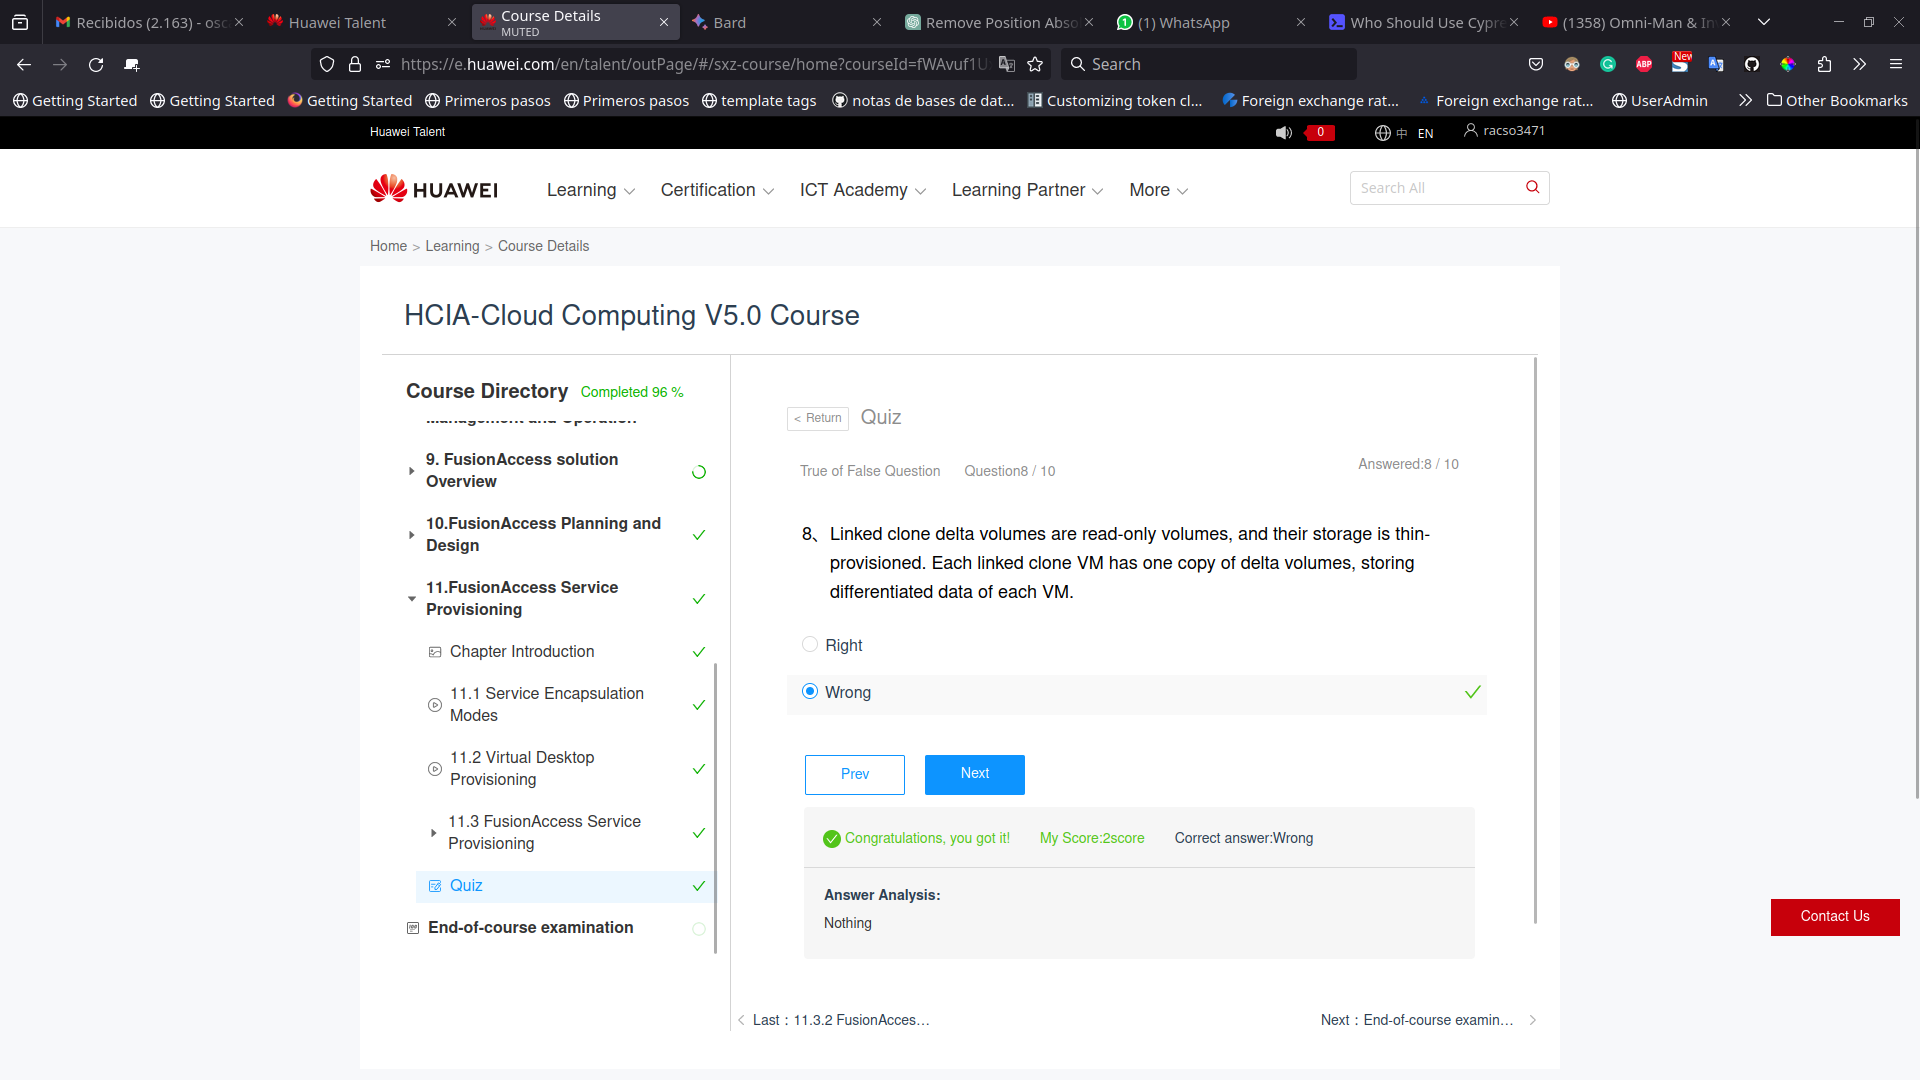 Recibidos (2.163) - osc
Huawei Talent
Course Details
MUTED
Bard
Remove Position Abso
(1) WhatsApp
Who Should Use Cypre
(1358) Omni-Man & In
https://e.huawei.com/en/talent/outPage/#/sxz-course/home?courseId=fWAvuf1U
Search
New
ABP
Getting Started
Getting Started
Getting Started
Primeros pasos
Primeros pasos
template tags
notas de bases de dat...
Customizing token cl...
Foreign exchange rat...
Foreign exchange rat...
UserAdmin
Other Bookmarks
Huawei Talent
0
中
EN
racso3471
HUAWEI
Learning
Certification
ICT Academy
Learning Partner
More
Search All
Home > Learning > Course Details
HCIA-Cloud Computing V5.0 Course
Course Directory Completed 96 %
Management and Operation
9. FusionAccess solution
Overview
10.FusionAccess Planning and
Design
11.FusionAccess Service
Provisioning
Chapter Introduction
11.1 Service Encapsulation
Modes
11.2 Virtual Desktop
Provisioning
11.3 FusionAccess Service
Provisioning
Quiz
End-of-course examination
< Return Quiz
True of False Question Question8 / 10
Answered:8 / 10
8、 Linked clone delta volumes are read-only volumes, and their storage is thin-
provisioned. Each linked clone VM has one copy of delta volumes, storing
differentiated data of each VM.
Right
Wrong
Prev
Next
Congratulations, you got it! My Score:2score Correct answer:Wrong
Answer Analysis:
Nothing
Contact Us
< Last：11.3.2 FusionAcces...
Next：End-of-course examin... >